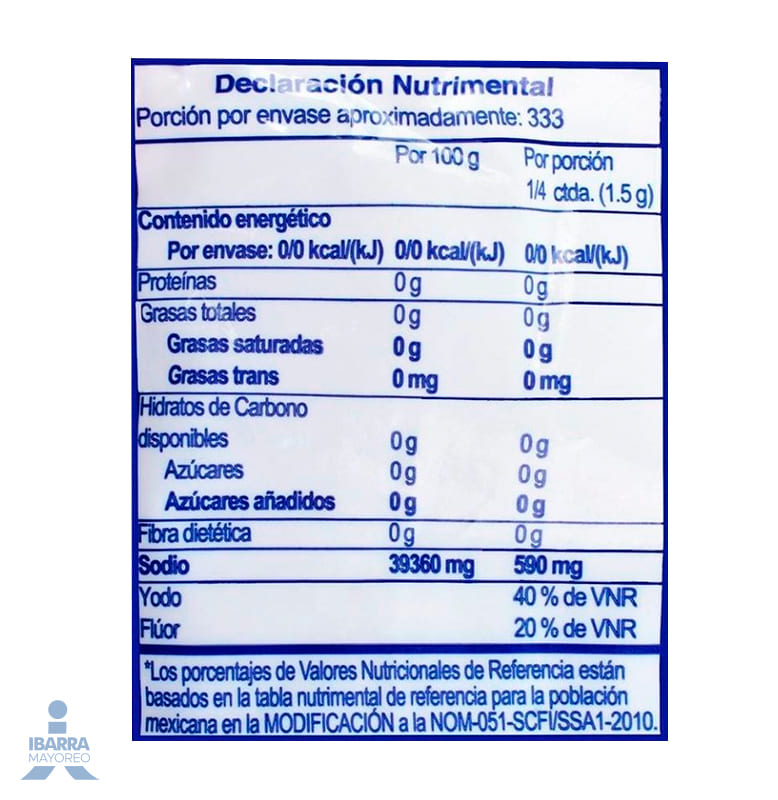 Declaración Nutrimental
Porción por envase aproximadamente: 333
Por 100 g Por porción
1/4 ctda. (1.5 g)
Contenido energético
Por envase: 0/0 kcal/(kJ) 0/0 kcal/(kJ) 0/0 kcal/(kJ)
Proteínas 0 g 0 g
Grasas totales 0 g 0 g
Grasas saturadas 0 g 0 g
Grasas trans 0 mg 0 mg
Hidratos de Carbono
disponibles 0 g 0 g
Azúcares 0 g 0 g
Azúcares añadidos 0 g 0 g
Fibra dietética 0 g 0 g
Sodio 39360 mg 590 mg
Yodo 40 % de VNR
Flúor 20 % de VNR
*Los porcentajes de Valores Nutricionales de Referencia están
basados en la tabla nutrimental de referencia para la población
mexicana en la MODIFICACIÓN a la NOM-051-SCFI/SSA1-2010.
IBARRA
MAYOREO